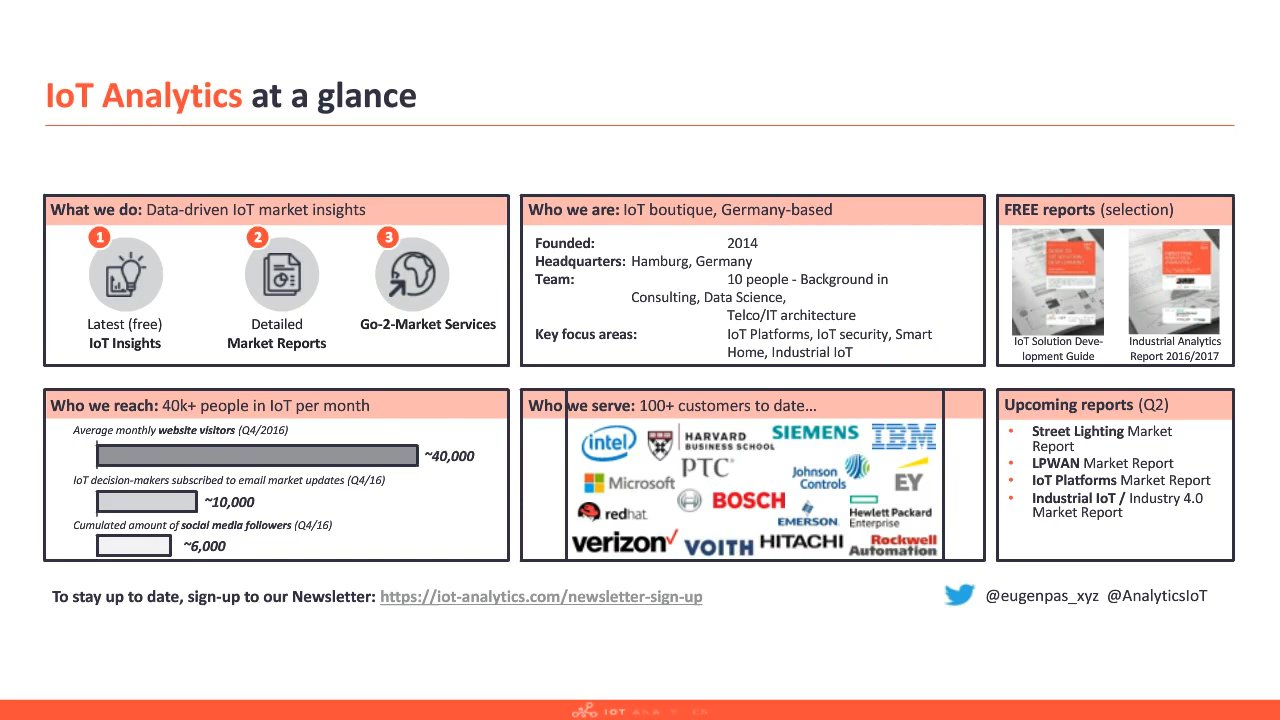 IoT Analytics at a glance
What we do: Data-driven IoT market insights
1
2
3
Latest (free)
IoT Insights
Detailed
Market Reports
Go-2-Market Services
Who we are: IoT boutique, Germany-based
Founded: 2014
Headquarters: Hamburg, Germany
Team: 10 people - Background in
Consulting, Data Science,
Telco/IT architecture
Key focus areas: IoT Platforms, IoT security, Smart
Home, Industrial IoT
FREE reports (selection)
IoT Solution Deve-
lopment Guide
Industrial Analytics
Report 2016/2017
Who we reach: 40k+ people in IoT per month
Average monthly website visitors (Q4/2016)
~40,000
IoT decision-makers subscribed to email market updates (Q4/16)
~10,000
Cumulated amount of social media followers (Q4/16)
~6,000
Who we serve: 100+ customers to date...
intel
HARVARD
BUSINESS SCHOOL
SIEMENS
IBM
PTC
Microsoft
Johnson
Controls
EY
BOSCH
redhat
EMERSON
Hewlett Packard
Enterprise
verizon
VOITH
HITACHI
Rockwell
Automation
Upcoming reports (Q2)
• Street Lighting Market
Report
• LPWAN Market Report
• IoT Platforms Market Report
• Industrial IoT / Industry 4.0
Market Report
To stay up to date, sign-up to our Newsletter: https://iot-analytics.com/newsletter-sign-up
@eugenpas_xyz @AnalyticsIoT
IOT